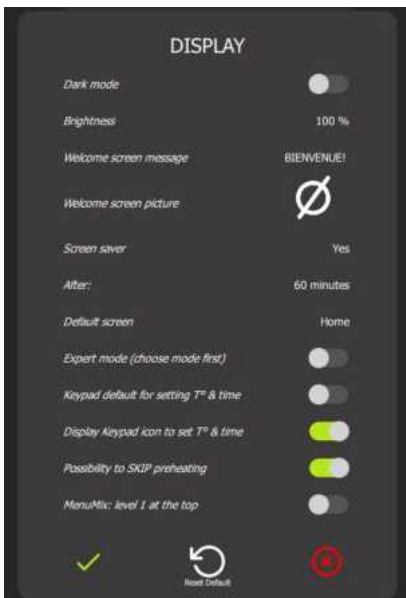 DISPLAY
Dark mode
Brightness 100 %
Welcome screen message BIENVENUE!
Welcome screen picture
Screen saver Yes
After: 60 minutes
Default screen Home
Expert mode (choose mode first)
Keypad default for setting T° & time
Display Keypad icon to set T° & time
Possibility to SKIP preheating
MenuMix: level 1 at the top
Reset Default